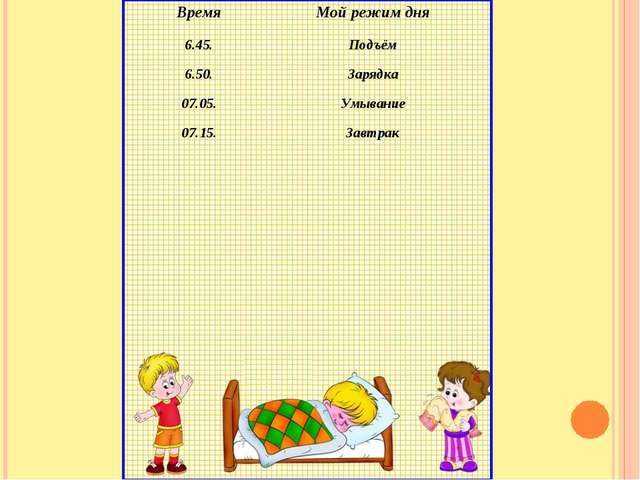 Время Мой режим дня
6.45. Подъём
6.50. Зарядка
07.05. Умывание
07.15. Завтрак